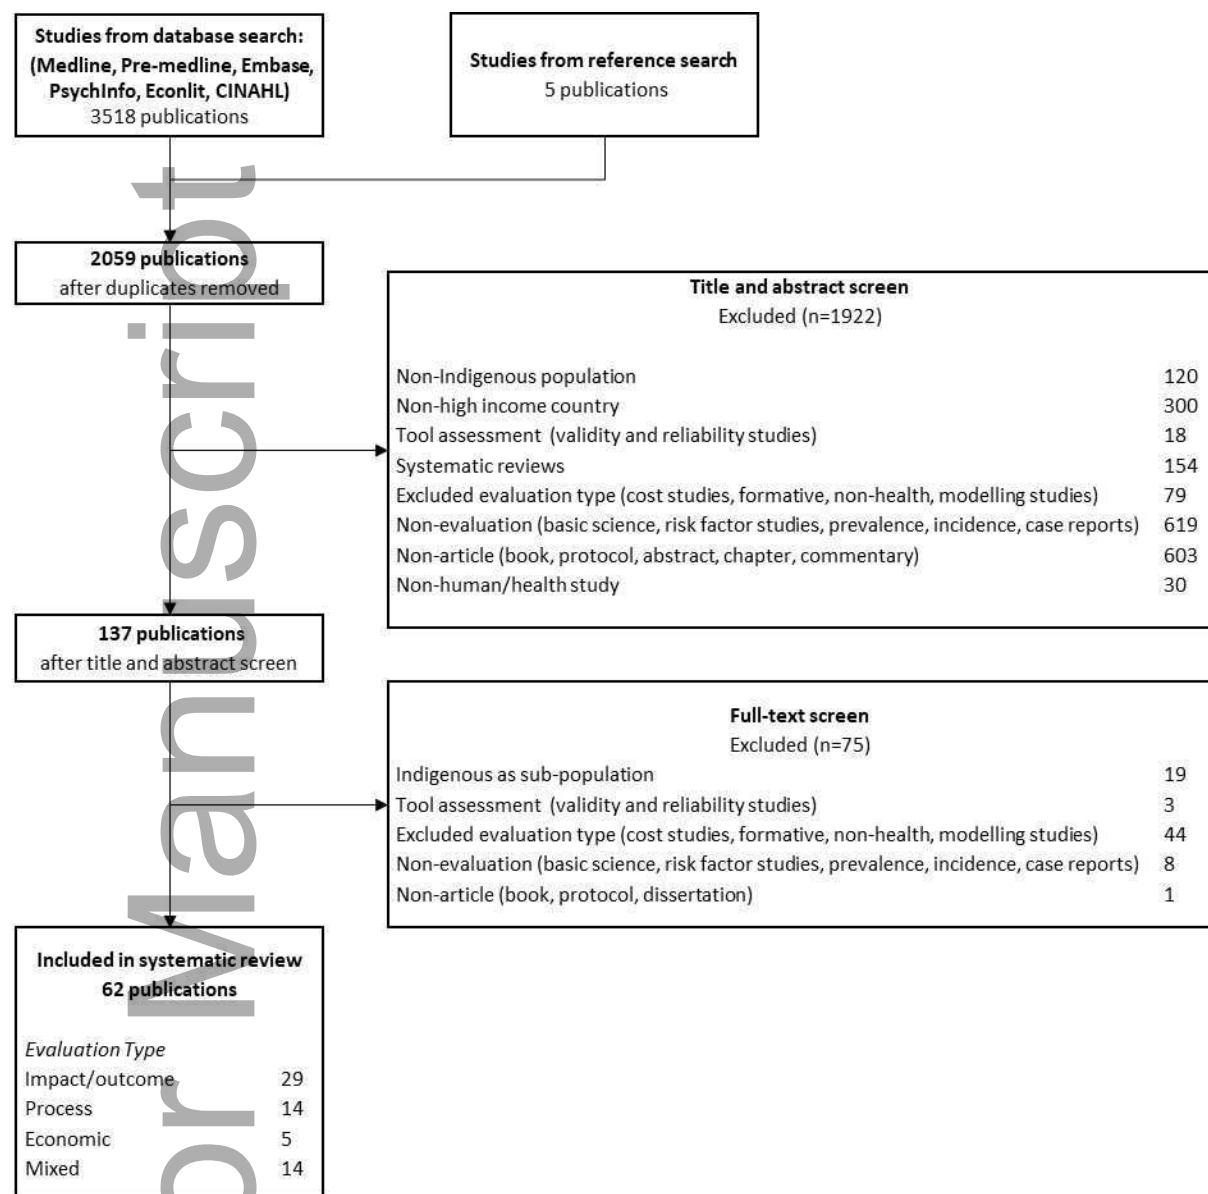 Studies from database search:
(Medline, Pre-medline, Embase,
PsychInfo, Econlit, CINAHL)
3518 publications
Studies from reference search
5 publications
2059 publications
after duplicates removed
Title and abstract screen
Excluded (n=1922)
Non-Indigenous population 120
Non-high income country 300
Tool assessment (validity and reliability studies) 18
Systematic reviews 154
Excluded evaluation type (cost studies, formative, non-health, modelling studies) 79
Non-evaluation (basic science, risk factor studies, prevalence, incidence, case reports) 619
Non-article (book, protocol, abstract, chapter, commentary) 603
Non-human/health study 30
137 publications
after title and abstract screen
Full-text screen
Excluded (n=75)
Indigenous as sub-population 19
Tool assessment (validity and reliability studies) 3
Excluded evaluation type (cost studies, formative, non-health, modelling studies) 44
Non-evaluation (basic science, risk factor studies, prevalence, incidence, case reports) 8
Non-article (book, protocol, dissertation) 1
Included in systematic review
62 publications
Evaluation Type
Impact/outcome 29
Process 14
Economic 5
Mixed 14
or Manuscript